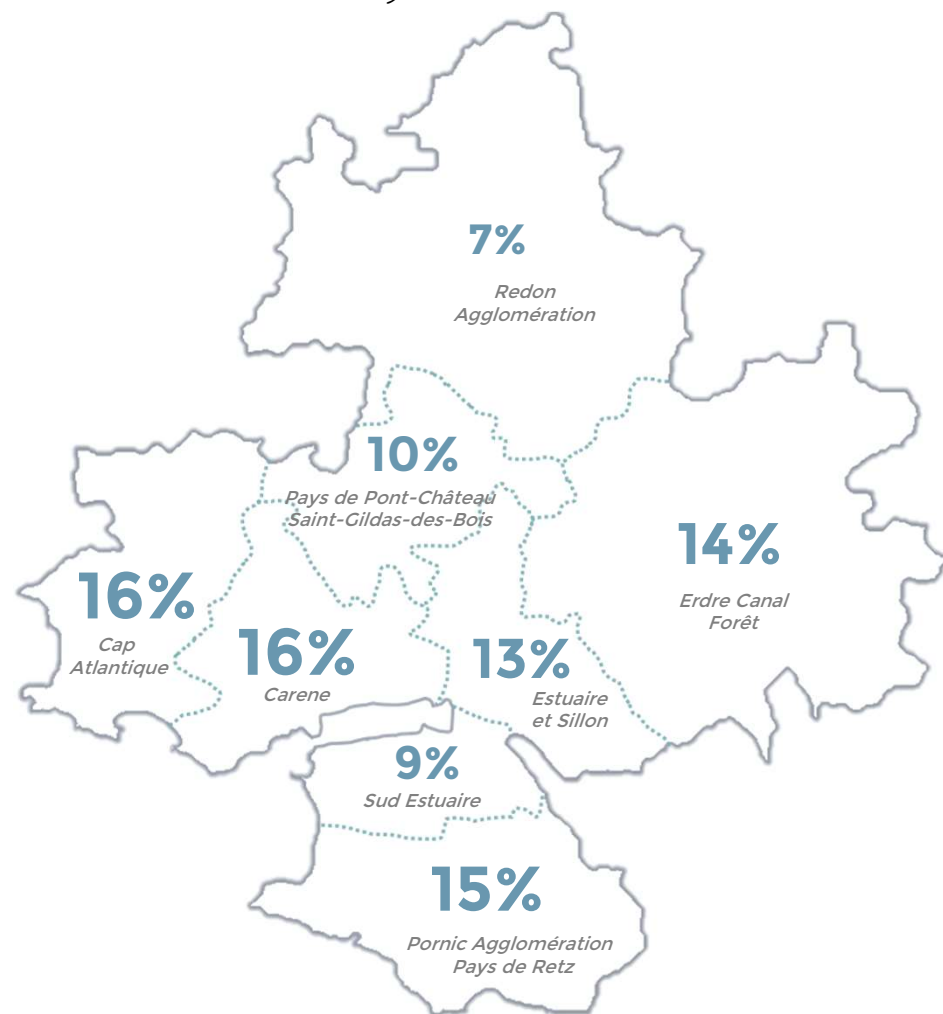 7%
Redon
Agglomération
10%
Pays de Pont-Château
Saint-Gildas-des-Bois
14%
Erdre Canal
Forêt
16%
Cap
Atlantique
16%
Carene
13%
Estuaire
et Sillon
9%
Sud Estuaire
15%
Pornic Agglomération
Pays de Retz